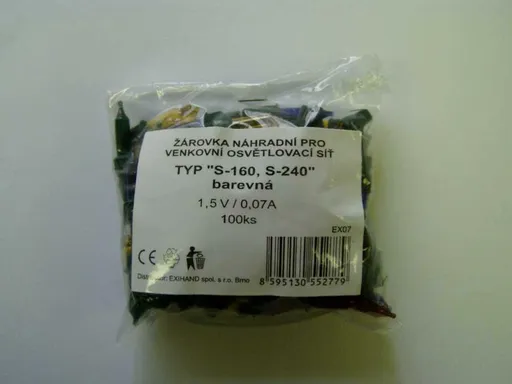 ŽÁROVKA NÁHRADNÍ PRO
VENKOVNÍ OSVĚTLOVACÍ SÍŤ
TYP "S-160, S-240"
barevná
1,5 V / 0,07A
100ks
EX07
CE
Distributor: EXIHAND spol. s r.o. Brno
8 595130 552779